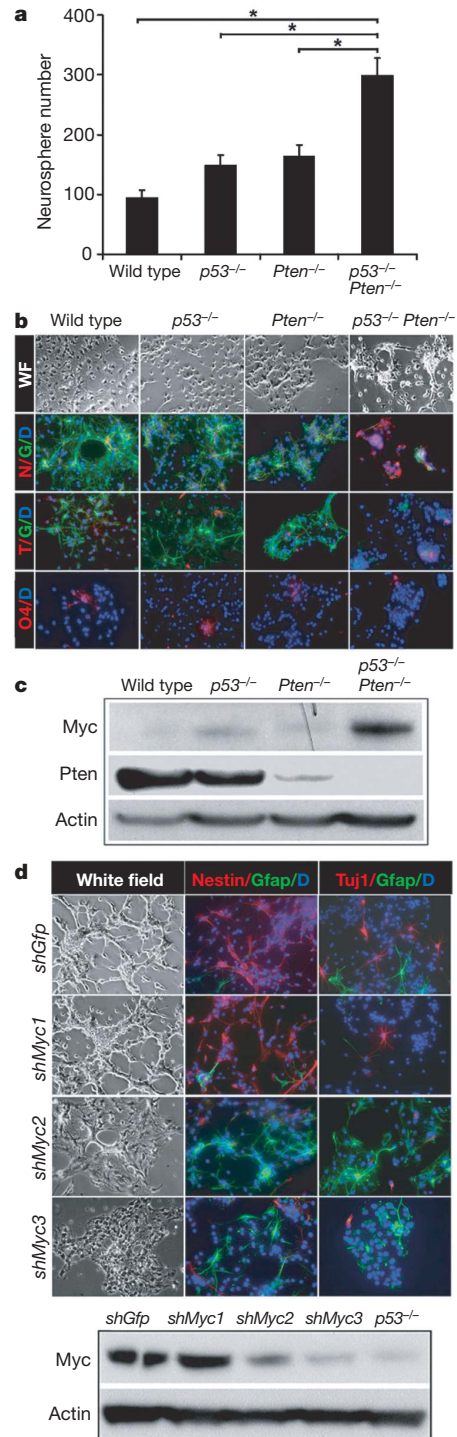 a
*
*
*
Neurosphere number
400
300
200
100
0
Wild type
p53–/–
Pten–/–
p53–/–
Pten–/–
b
Wild type
p53–/–
Pten–/–
p53–/– Pten–/–
WF
N/G/D
T/G/D
O4/D
c
Wild type
p53–/–
Pten–/–
p53–/–
Pten–/–
Myc
Pten
Actin
d
White field
Nestin/Gfap/D
Tuj1/Gfap/D
shGfp
shMyc1
shMyc2
shMyc3
shGfp
shMyc1
shMyc2
shMyc3
p53–/–
Myc
Actin